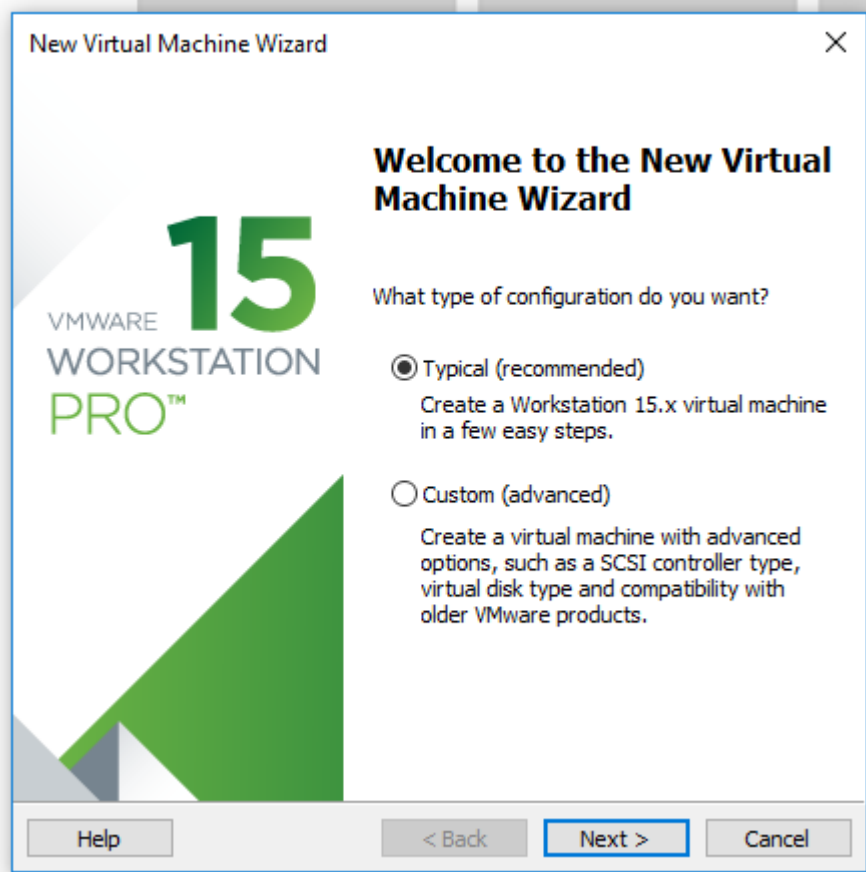 New Virtual Machine Wizard
15
VMWARE
WORKSTATION
PRO™
Welcome to the New Virtual
Machine Wizard
What type of configuration do you want?
Typical (recommended)
Create a Workstation 15.x virtual machine
in a few easy steps.
Custom (advanced)
Create a virtual machine with advanced
options, such as a SCSI controller type,
virtual disk type and compatibility with
older VMware products.
Help
< Back
Next >
Cancel